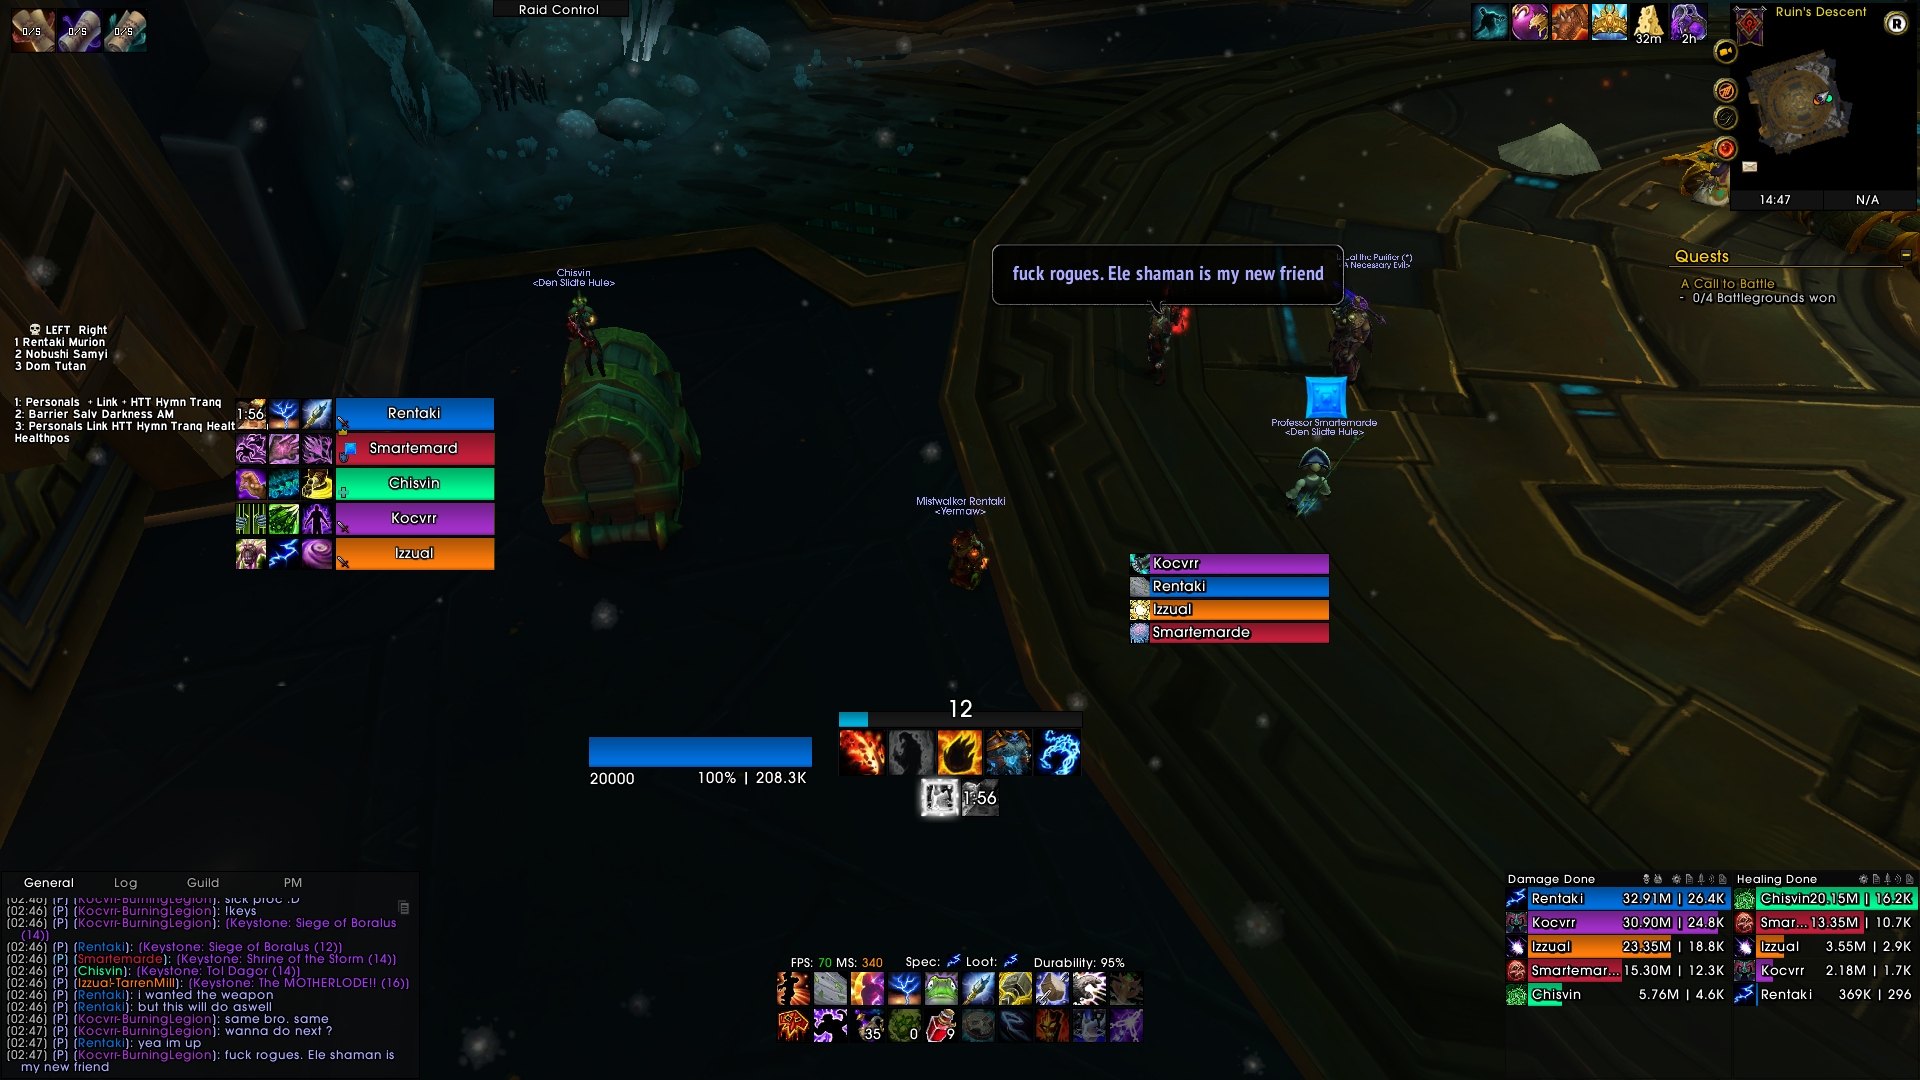 Raid Control
0/5
0/5
0/5
32m
2h
Ruin's Descent
R
14:47
N/A
Quests
A Call to Battle
- 0/4 Battlegrounds won
fuck rogues. Ele shaman is my new friend
the Purifier (*)
A Necessary Evil>
Chisvin
<Den Slidte Hule>
Professor Smartemarde
<Den Slidte Hule>
Mistwalker Rentaki
<Yermaw>
LEFT Right
1 Rentaki Murion
2 Nobushi Samyi
3 Dom Tutan
1: Personals + Link + HTT Hymn Tranq
2: Barrier Salv Darkness AM
3: Personals Link HTT Hymn Tranq Healt
Healthpos
1:56
Rentaki
Smartemard
Chisvin
Kocvrr
Izzual
Kocvrr
Rentaki
Izzual
Smartemarde
12
20000
100% | 208.3K
1:56
General Log Guild PM
(02:46) (P) (Kocvrr-BurningLegion): sick proc :D
(02:46) (P) (Kocvrr-BurningLegion): !keys
(02:46) (P) (Kocvrr-BurningLegion): (Keystone: Siege of Boralus
(14))
(02:46) (P) (Rentaki): (Keystone: Siege of Boralus (12))
(02:46) (P) (Smartemarde): (Keystone: Shrine of the Storm (14))
(02:46) (P) (Chisvin): (Keystone: Tol Dagor (14))
(02:46) (P) (Izzual-TarrenMill): (Keystone: The MOTHERLODE!! (16))
(02:46) (P) (Rentaki): i wanted the weapon
(02:46) (P) (Rentaki): but this will do aswell
(02:46) (P) (Kocvrr-BurningLegion): same bro. same
(02:47) (P) (Kocvrr-BurningLegion): wanna do next ?
(02:47) (P) (Rentaki): yea im up
(02:47) (P) (Kocvrr-BurningLegion): fuck rogues. Ele shaman is
my new friend
FPS: 70 MS: 340 Spec: Loot: Durability: 95%
35
0
9
Damage Done
Rentaki 32.91M | 26.4K
Kocvrr 30.90M | 24.8K
Izzual 23.35M | 18.8K
Smartemar... 15.30M | 12.3K
Chisvin 5.76M | 4.6K
Healing Done
Chisvin 20.15M | 16.2K
Smar... 13.35M | 10.7K
Izzual 3.55M | 2.9K
Kocvrr 2.18M | 1.7K
Rentaki 369K | 296